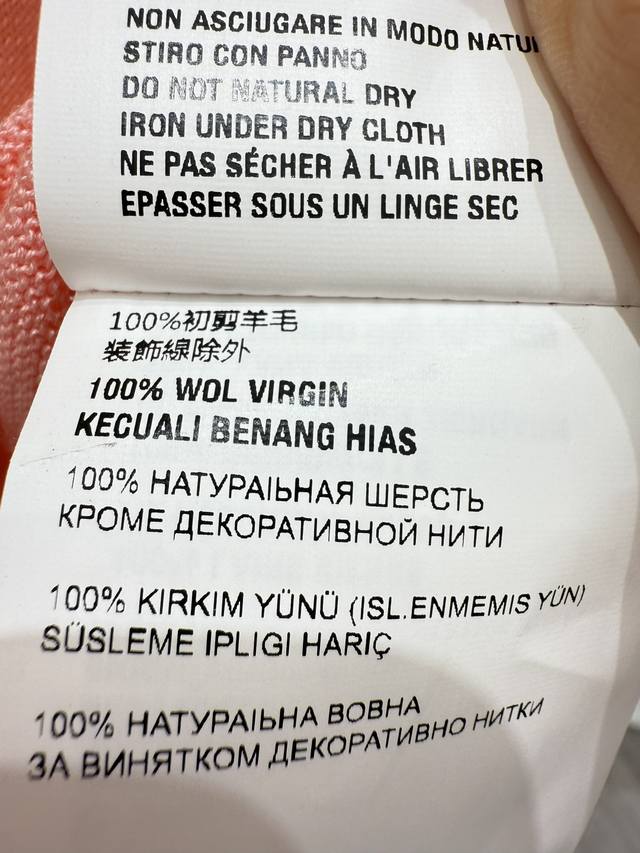 NON ASCIUGARE IN MODO
STIRO CON PANNO
DO NOT NATURAL DRY
IRON UNDER DRY CLOTH
NE PAS SÉCHER À L'AIR LIBRER
EPASSER SOUS UN LINGE SEC
100%初剪羊毛
装飾線除外
100% WOL VIRGIN
KECUALI BENANG HIAS
100% НАТУРАІЬНАЯ ШЕРСТЬ
КРОМЕ ДЕКОРАТИВНОЙ НИТИ
100% KIRKIM YÜNÜ (ISL.ENMEMIS YÜN)
SÜSLEME IPLIGI HARIÇ
100% НАТУРАІЬНА ВОВНА
ЗА ВИНЯТКОМ ДЕКОРАТИВНО НИТКИ